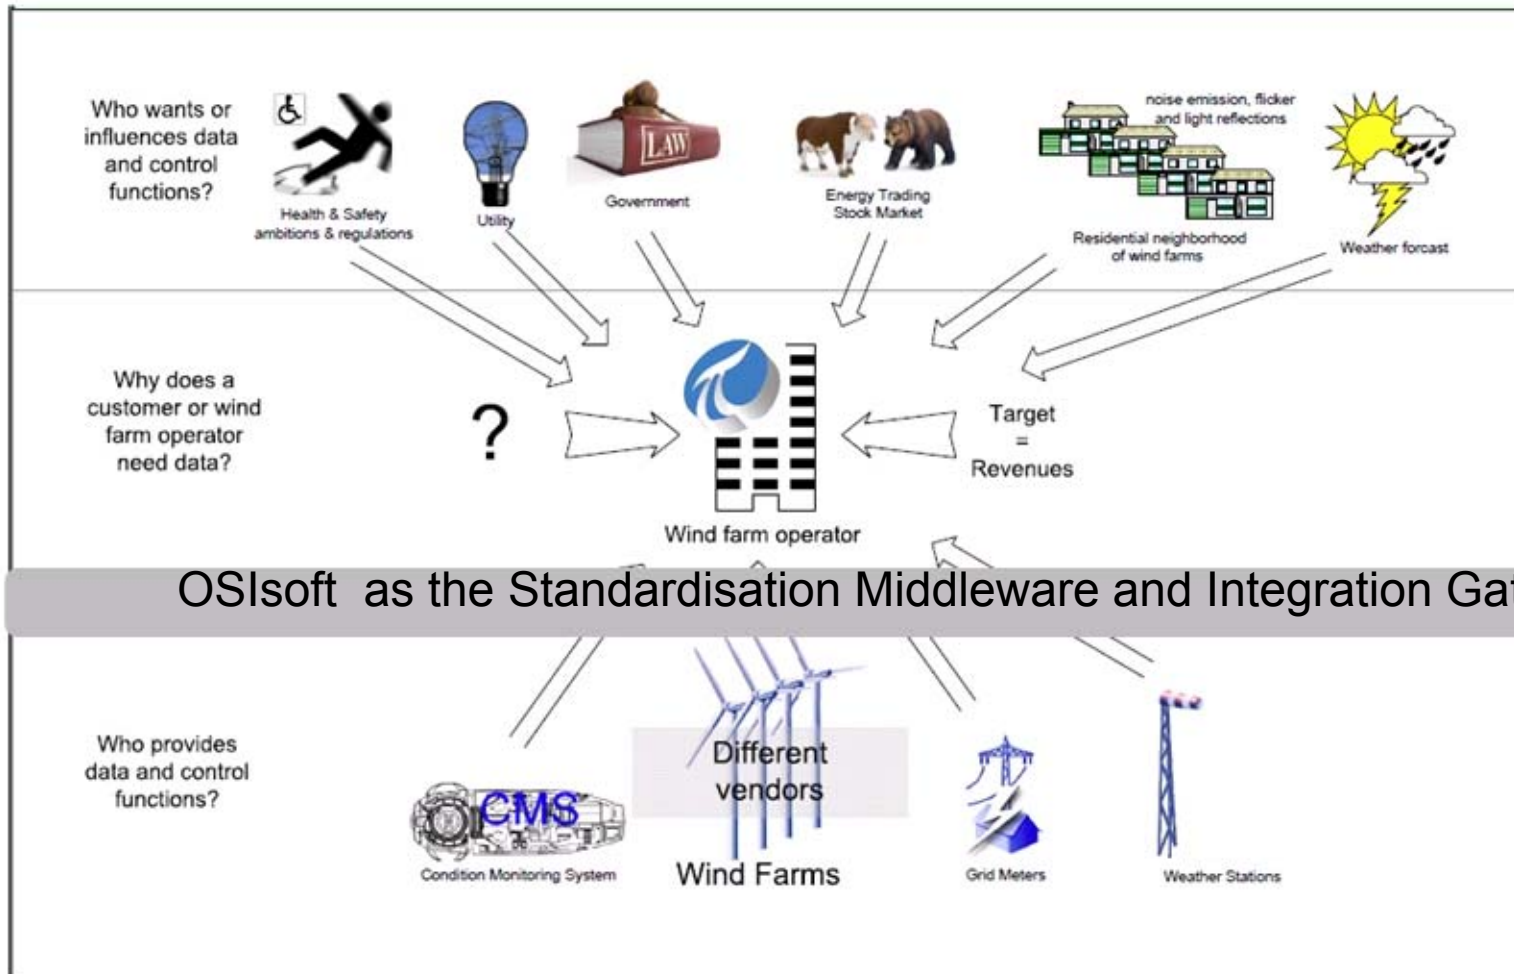 Who wants or
influences data
and control
functions?
Health & Safety
ambitions & regulations
Utility
LAW
Government
Energy Trading
Stock Market
noise emission, flicker
and light reflections
Residential neighborhood
of wind farms
Weather forcast
Why does a
customer or wind
farm operator
need data?
?
Target
=
Revenues
Wind farm operator
OSIsoft as the Standardisation Middleware and Integration Gat
Who provides
data and control
functions?
CMS
Condition Monitoring System
Different
vendors
Wind Farms
Grid Meters
Weather Stations